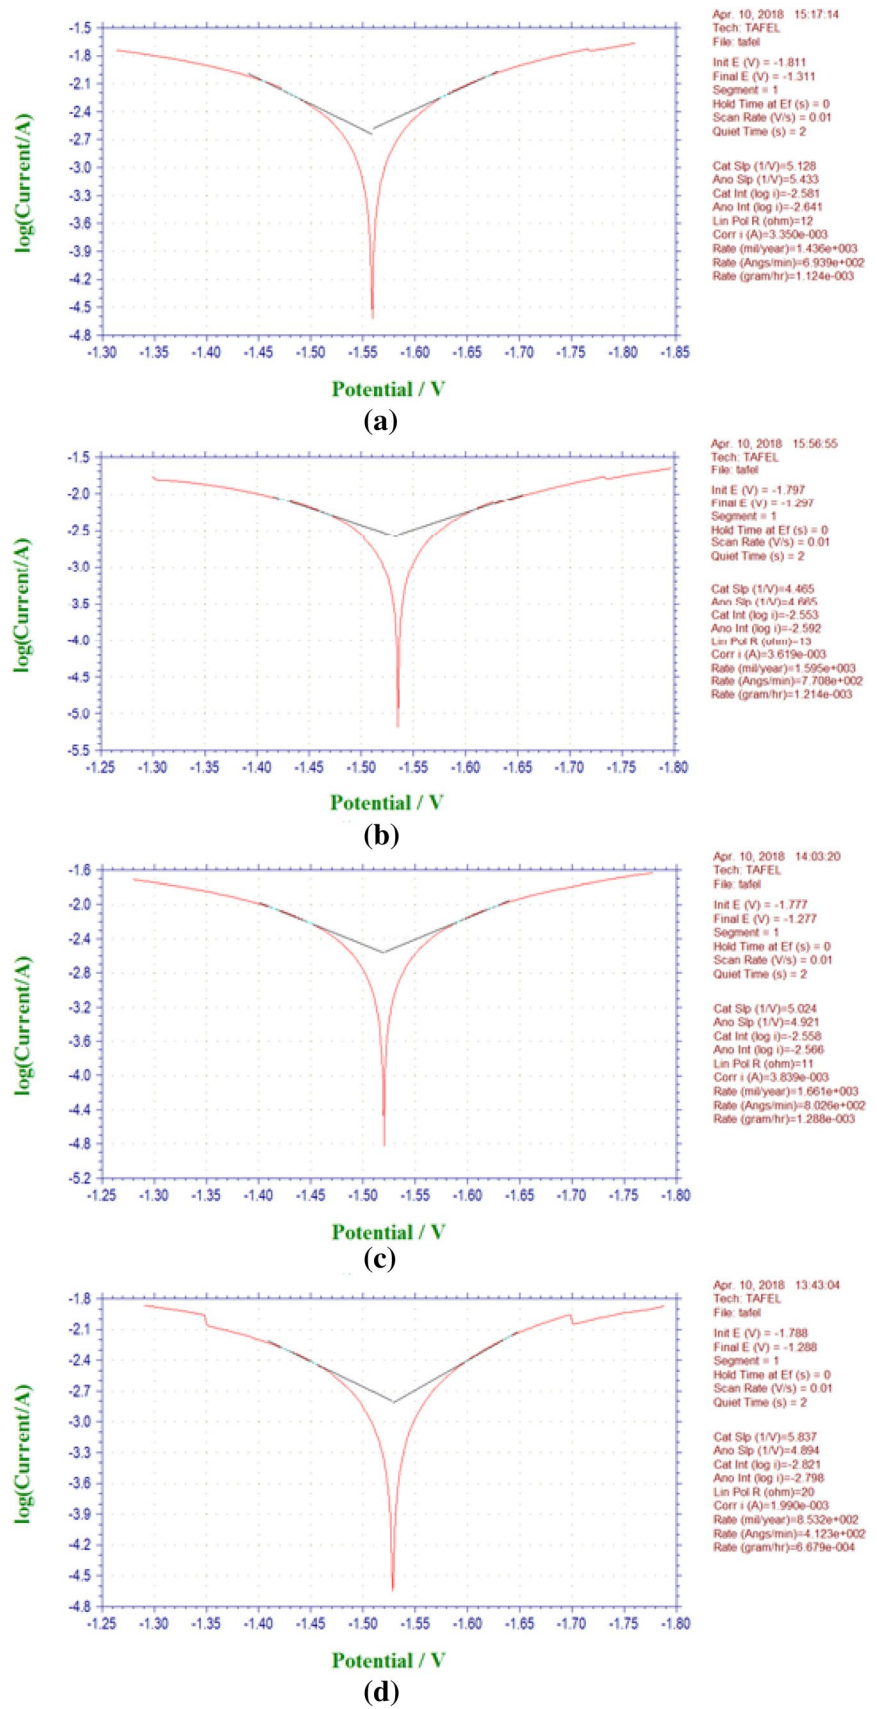 Apr. 10, 2018 15:17:14
Tech: TAFEL
File: tafel
Init E (V) = -1.811
Final E (V) = -1.311
Segment = 1
Hold Time at Ef (s) = 0
Scan Rate (V/s) = 0.01
Quiet Time (s) = 2
Cat Slp (1/V)=5.128
Ano Slp (1/V)=5.433
Cat Int (log i)=-2.581
Ano Int (log i)=-2.641
Lin Pol R (ohm)=12
Corr i (A)=3.350e-003
Rate (mil/year)=1.436e+003
Rate (Angs/min)=6.939e+002
Rate (gram/hr)=1.124e-003
log(Current/A)
-1.5
-1.8
-2.1
-2.4
-2.7
-3.0
-3.3
-3.6
-3.9
-4.2
-4.5
-4.8
-1.30 -1.35 -1.40 -1.45 -1.50 -1.55 -1.60 -1.65 -1.70 -1.75 -1.80 -1.85
Potential / V
(a)
Apr. 10, 2018 15:56:55
Tech: TAFEL
File: tafel
Init E (V) = -1.797
Final E (V) = -1.297
Segment = 1
Hold Time at Ef (s) = 0
Scan Rate (V/s) = 0.01
Quiet Time (s) = 2
Cat Slp (1/V)=4.465
Ano Slp (1/V)=4.665
Cat Int (log i)=-2.553
Ano Int (log i)=-2.592
Lin Pol R (ohm)=13
Corr i (A)=3.619e-003
Rate (mil/year)=1.595e+003
Rate (Angs/min)=7.708e+002
Rate (gram/hr)=1.214e-003
log(Current/A)
-1.5
-2.0
-2.5
-3.0
-3.5
-4.0
-4.5
-5.0
-5.5
-1.25 -1.30 -1.35 -1.40 -1.45 -1.50 -1.55 -1.60 -1.65 -1.70 -1.75 -1.80
Potential / V
(b)
Apr. 10, 2018 14:03:20
Tech: TAFEL
File: tafel
Init E (V) = -1.777
Final E (V) = -1.277
Segment = 1
Hold Time at Ef (s) = 0
Scan Rate (V/s) = 0.01
Quiet Time (s) = 2
Cat Slp (1/V)=5.024
Ano Slp (1/V)=4.921
Cat Int (log i)=-2.558
Ano Int (log i)=-2.566
Lin Pol R (ohm)=11
Corr i (A)=3.839e-003
Rate (mil/year)=1.661e+003
Rate (Angs/min)=8.026e+002
Rate (gram/hr)=1.288e-003
log(Current/A)
-1.6
-2.0
-2.4
-2.8
-3.2
-3.6
-4.0
-4.4
-4.8
-5.2
-1.25 -1.30 -1.35 -1.40 -1.45 -1.50 -1.55 -1.60 -1.65 -1.70 -1.75 -1.80
Potential / V
(c)
Apr. 10, 2018 13:43:04
Tech: TAFEL
File: tafel
Init E (V) = -1.788
Final E (V) = -1.288
Segment = 1
Hold Time at Ef (s) = 0
Scan Rate (V/s) = 0.01
Quiet Time (s) = 2
Cat Slp (1/V)=5.837
Ano Slp (1/V)=4.894
Cat Int (log i)=-2.821
Ano Int (log i)=-2.798
Lin Pol R (ohm)=20
Corr i (A)=1.990e-003
Rate (mil/year)=8.532e+002
Rate (Angs/min)=4.123e+002
Rate (gram/hr)=6.679e-004
log(Current/A)
-1.8
-2.1
-2.4
-2.7
-3.0
-3.3
-3.6
-3.9
-4.2
-4.5
-4.8
-1.25 -1.30 -1.35 -1.40 -1.45 -1.50 -1.55 -1.60 -1.65 -1.70 -1.75 -1.80
Potential / V
(d)